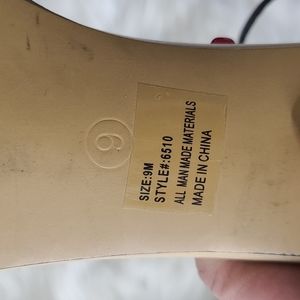 9
SIZE:9M
STYLE#:6510
ALL MAN MADE MATERIALS
MADE IN CHINA